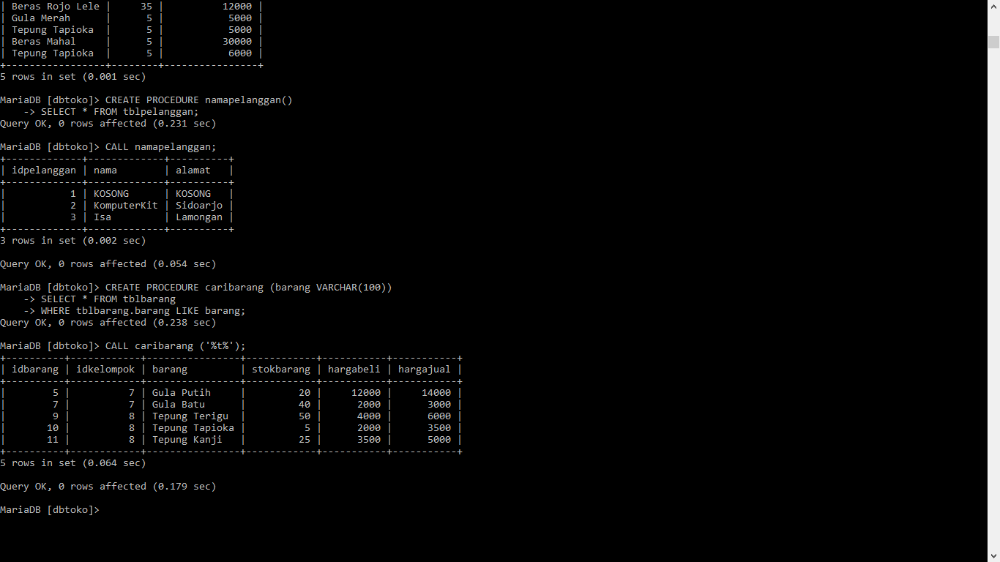 | Beras Rojo Lele |     35 |          12000 |
| Gula Merah      |      5 |           5000 |
| Tepung Tapioka  |      5 |           5000 |
| Beras Mahal     |      5 |          30000 |
| Tepung Tapioka  |      5 |           6000 |
+-----------------+--------+----------------+
5 rows in set (0.001 sec)

MariaDB [dbtoko]> CREATE PROCEDURE namapelanggan()
    -> SELECT * FROM tblpelanggan;
Query OK, 0 rows affected (0.231 sec)

MariaDB [dbtoko]> CALL namapelanggan;
+-------------+-------------+----------+
| idpelanggan | nama        | alamat   |
+-------------+-------------+----------+
|           1 | KOSONG      | KOSONG   |
|           2 | KomputerKit | Sidoarjo |
|           3 | Isa         | Lamongan |
+-------------+-------------+----------+
3 rows in set (0.002 sec)

Query OK, 0 rows affected (0.054 sec)

MariaDB [dbtoko]> CREATE PROCEDURE caribarang (barang VARCHAR(100))
    -> SELECT * FROM tblbarang
    -> WHERE tblbarang.barang LIKE barang;
Query OK, 0 rows affected (0.238 sec)

MariaDB [dbtoko]> CALL caribarang ('%t%');
+----------+------------+----------------+------------+-----------+-----------+
| idbarang | idkelompok | barang         | stokbarang | hargabeli | hargajual |
+----------+------------+----------------+------------+-----------+-----------+
|        5 |          7 | Gula Putih     |         20 |     12000 |     14000 |
|        7 |          7 | Gula Batu      |         40 |      2000 |      3000 |
|        9 |          8 | Tepung Terigu  |         50 |      4000 |      6000 |
|       10 |          8 | Tepung Tapioka |          5 |      2000 |      3500 |
|       11 |          8 | Tepung Kanji   |         25 |      3500 |      5000 |
+----------+------------+----------------+------------+-----------+-----------+
5 rows in set (0.064 sec)

Query OK, 0 rows affected (0.179 sec)

MariaDB [dbtoko]>